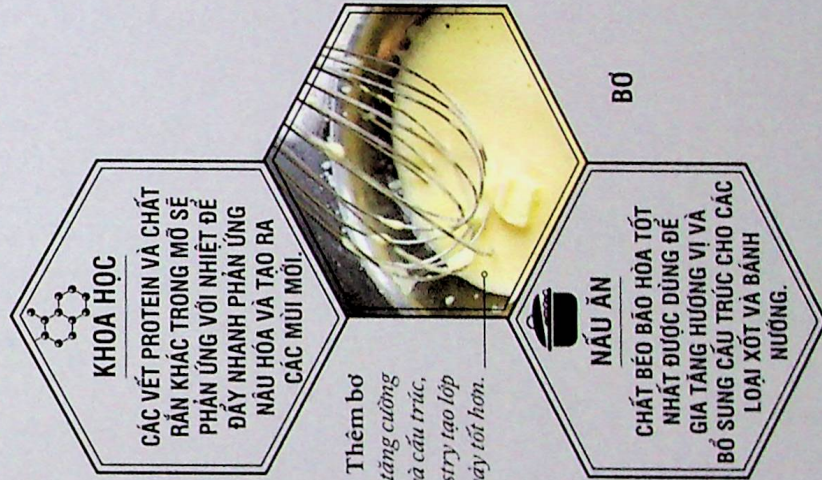 KHOA HỌC
CÁC VẾT PROTEIN VÀ CHẤT
RẮN KHÁC TRONG MỠ SẼ
PHẢN ỨNG VỚI NHIỆT ĐỂ
ĐẨY NHANH PHẢN ỨNG
NÂU HÓA VÀ TẠO RA
CÁC MÙI MỚI.
Thêm bơ
tăng cường
à cấu trúc,
stry tạo lớp
tốt hơn.
NẤU ĂN
CHẤT BÉO BÃO HÒA TỐT
NHẤT ĐƯỢC DÙNG ĐỂ
GIA TĂNG HƯƠNG VỊ VÀ
BỔ SUNG CẤU TRÚC CHO CÁC
LOẠI XỐT VÀ BÁNH
NƯỚNG.
BƠ